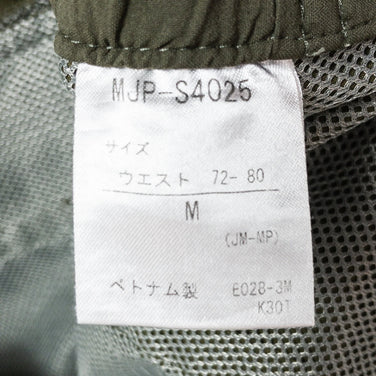 MJP-S4025
サイズ
ウエスト 72-80
M
(JM-MP)
ベトナム製 E028-3M
K30T